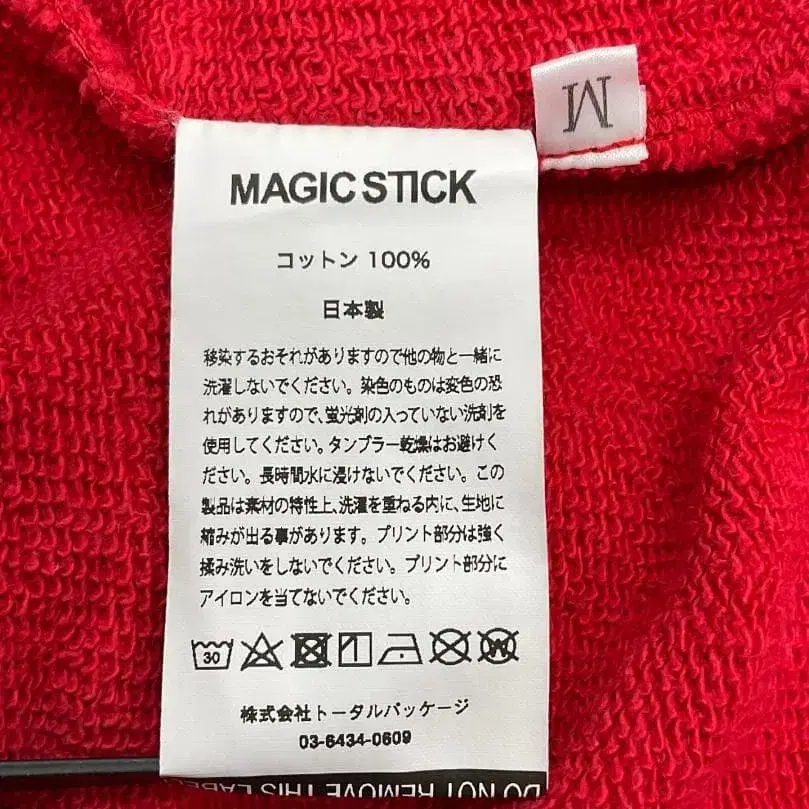 M
MAGIC STICK
コットン 100%
日本製
移染するおそれがありますので他の物と一緒に
洗濯しないでください。染色のものは変色の恐
れがありますので、蛍光剤の入っていない洗剤を
使用してください。タンブラー乾燥はお避けく
ださい。長時間水に浸けないでください。この
製品は素材の特性上、洗濯を重ねる内に、生地に
縮みが出る事があります。プリント部分は強く
揉み洗いをしないでください。プリント部分に
アイロンを当てないでください。
30 W
株式会社トータルパッケージ
03-6434-0609
DO NOT REMOVE THIS LABEL